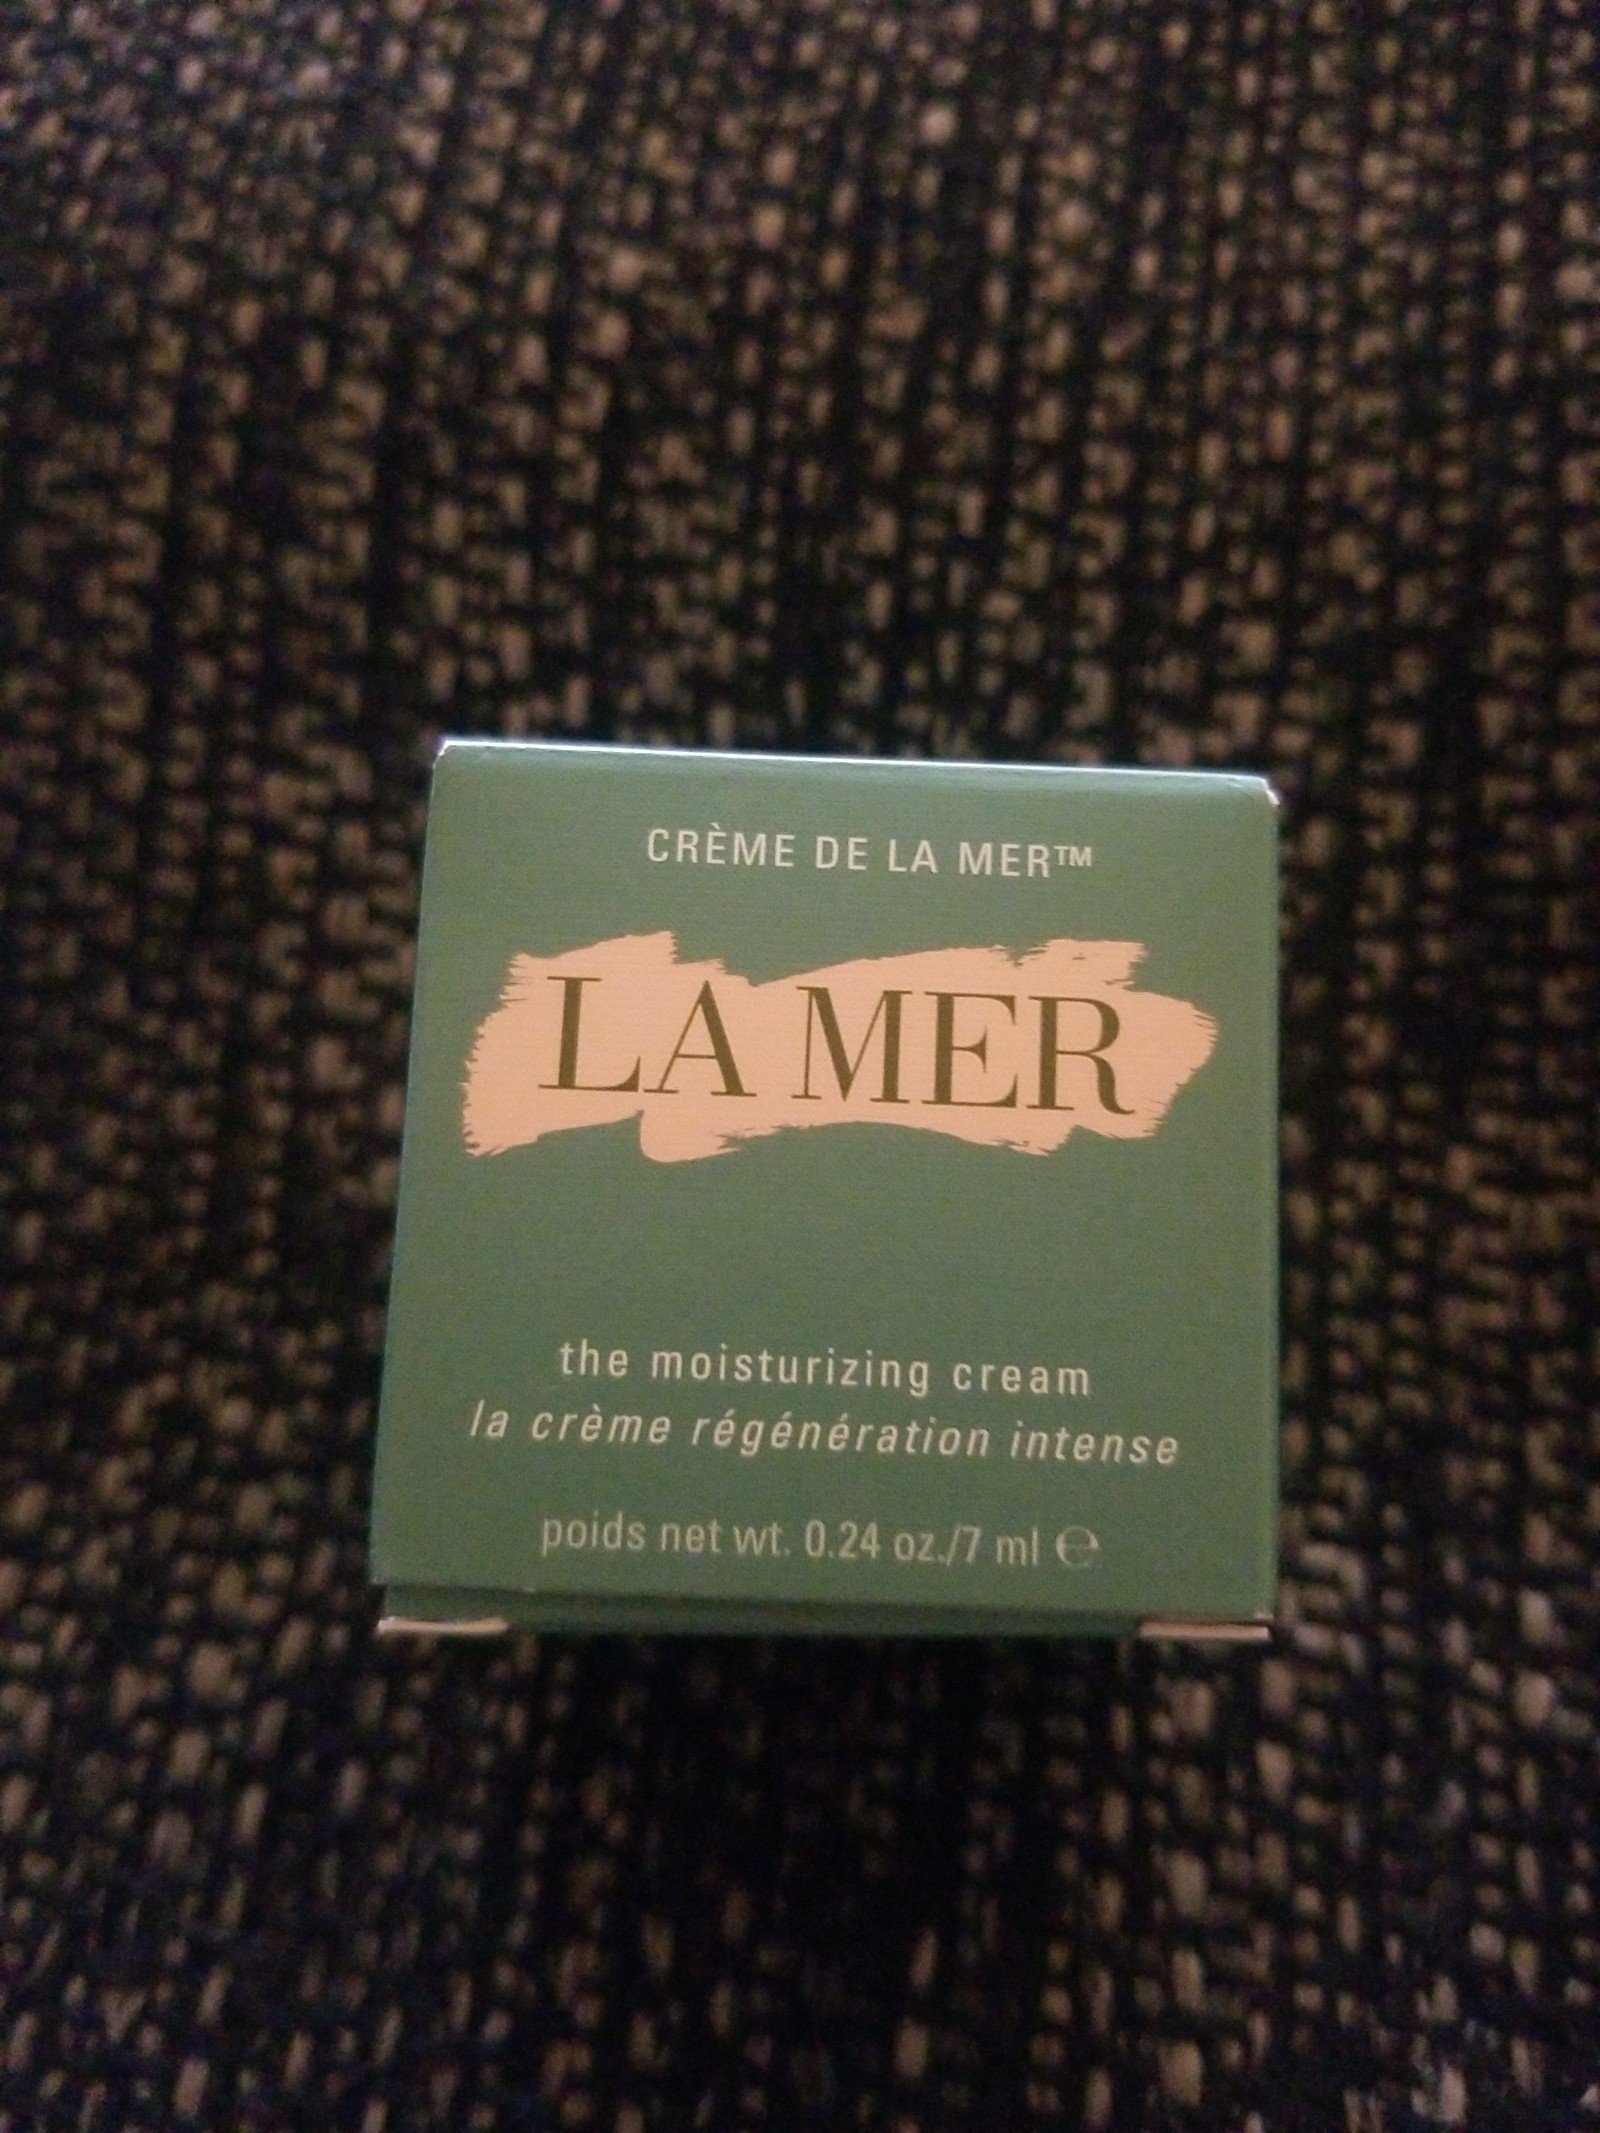 CRÈME DE LA MER™
LA MER
the moisturizing cream
la crème régénération intense
poids net wt. 0.24 oz./7 ml ℮